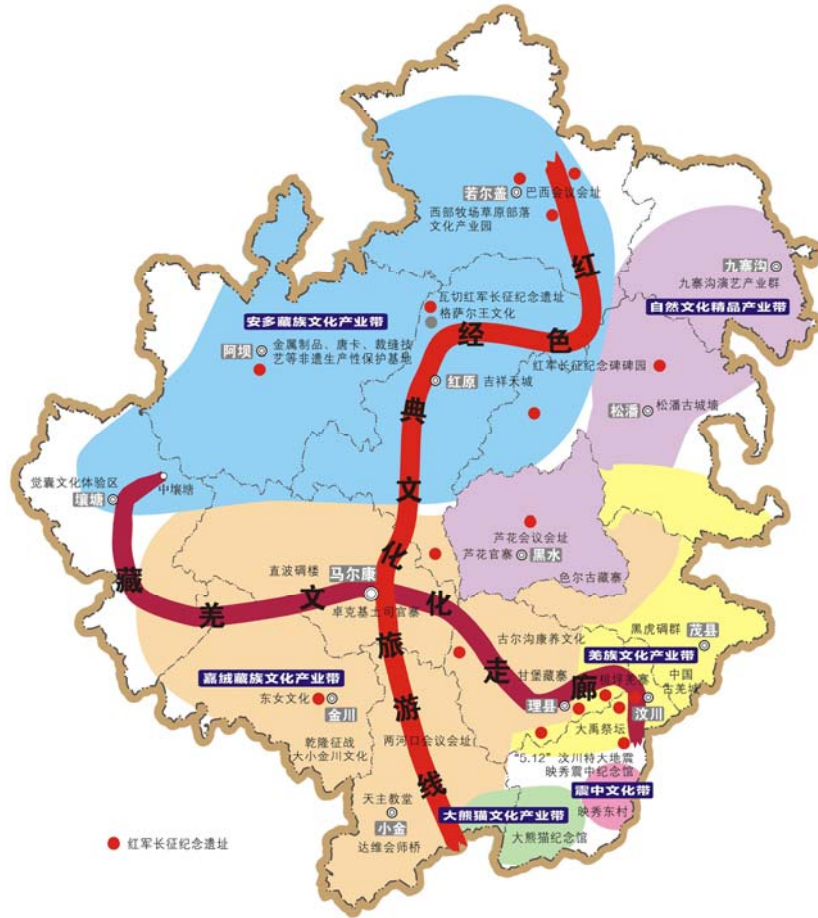 若尔盖
巴西会议会址
西部牧场草原部落
文化产业园
九寨沟
九寨沟演艺产业群
自然文化精品产业带
瓦切红军长征纪念遗址
格萨尔王文化
安多藏族文化产业带
阿坝
金属制品、唐卡、裁缝技
艺等非遗生产性保护基地
红军长征纪念碑碑园
红原
吉祥禾城
松潘
松潘古城墙
红色经典文化旅游线
觉囊文化体验区
壤塘
中壤塘
芦花会议会址
芦花官寨
黑水
色尔古藏寨
直波碉楼
马尔康
卓克基土司官寨
藏羌文化走廊
黑虎碉群
茂县
古尔沟康养文化
羌族文化产业带
甘堡藏寨
桃坪羌寨
中国
古羌城
嘉绒藏族文化产业带
东女文化
金川
理县
汶川
大禹祭坛
乾隆征战
大小金川文化
两河口会议会址
“5.12”汶川特大地震
映秀震中纪念馆
震中文化带
天主教堂
小金
达维会师桥
大熊猫文化产业带
映秀东村
大熊猫纪念馆
红军长征纪念遗址